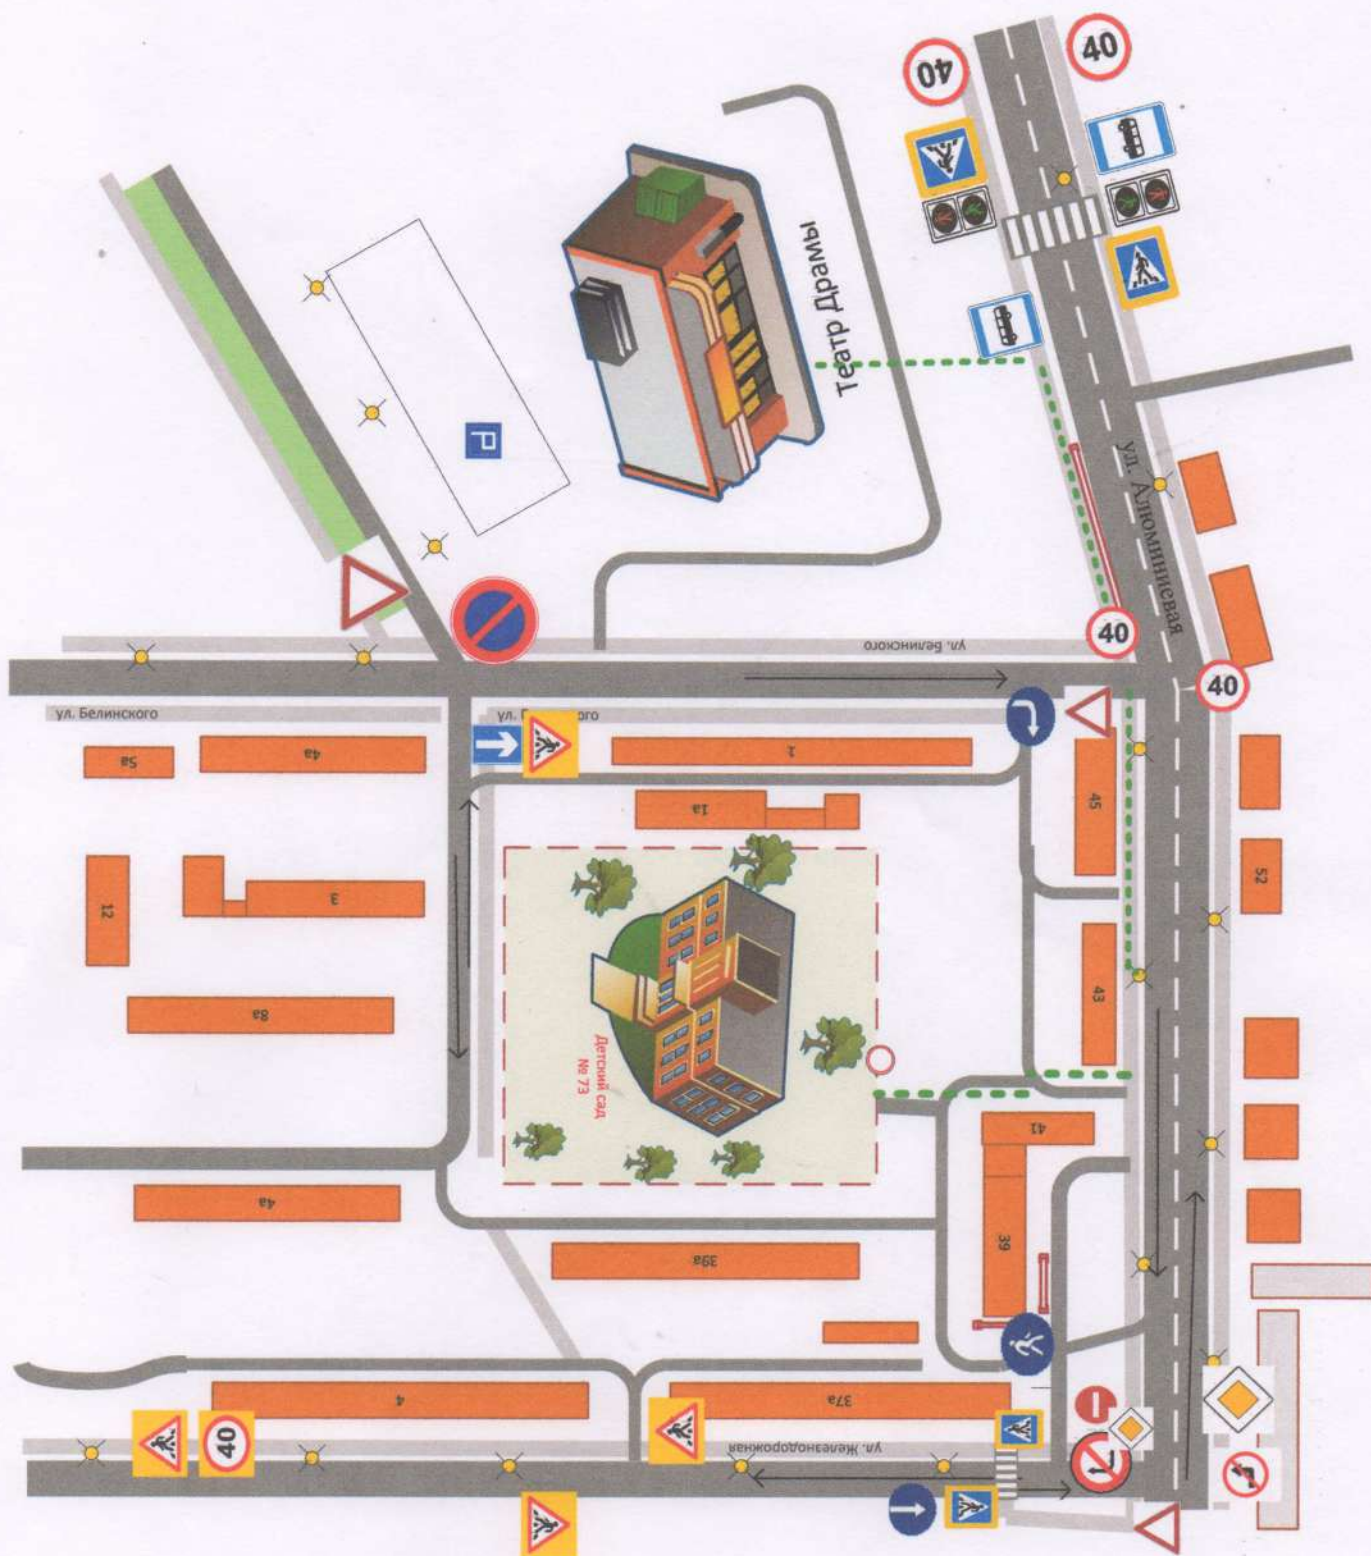 40
40
Театр Драмы
P
ул. Алюминиевая
ул. Белинского
40
40
ул. Белинского
5а
4а
1
45
1а
52
12
3
43
8а
Детский сад
№ 73
41
4а
39а
39
4
37а
40
ул. Железнодорожная